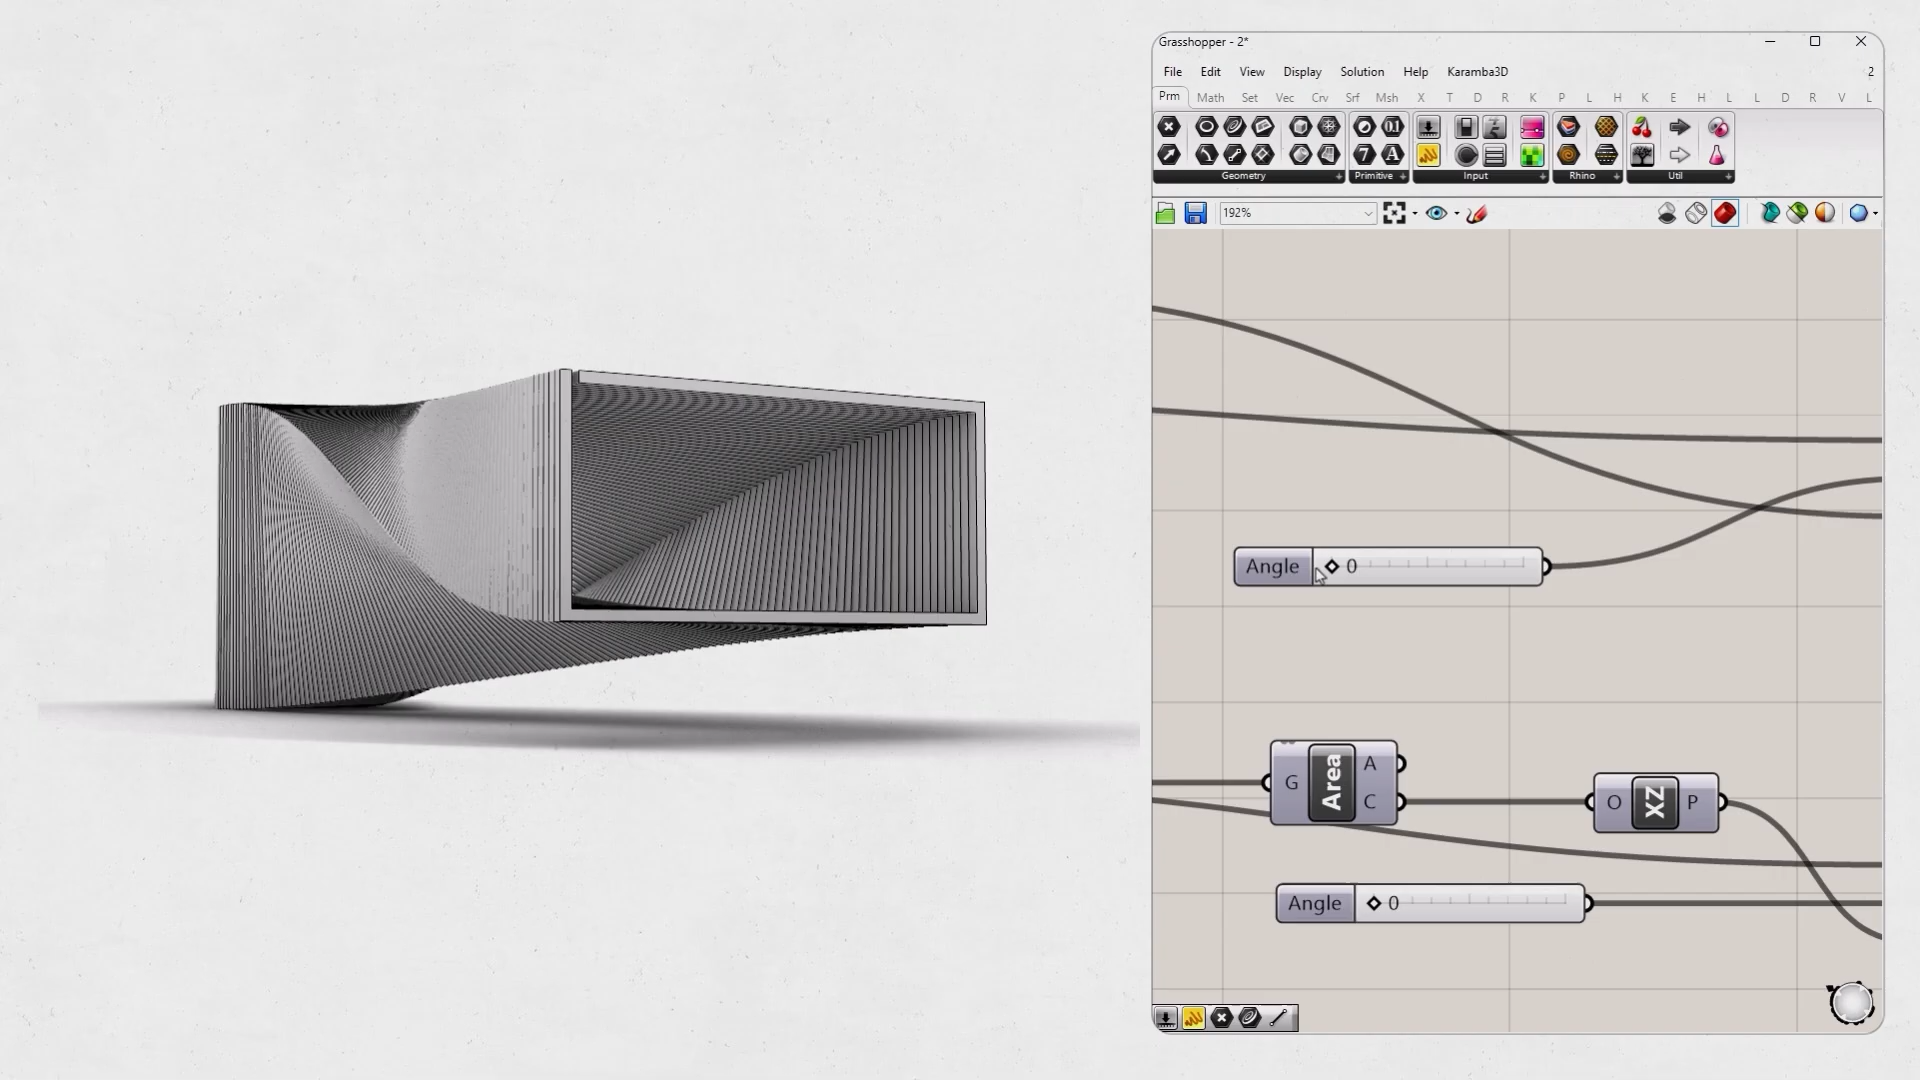 Grasshopper - 2*
File Edit View Display Solution Help Karamba3D 2
Prm Math Set Vec Crv Srf Msh X T D R K P L H K E H L L D R V L
Geometry Primitive Input Rhino Util
192%
Angle 0
G Area A C
O XZ P
Angle 0